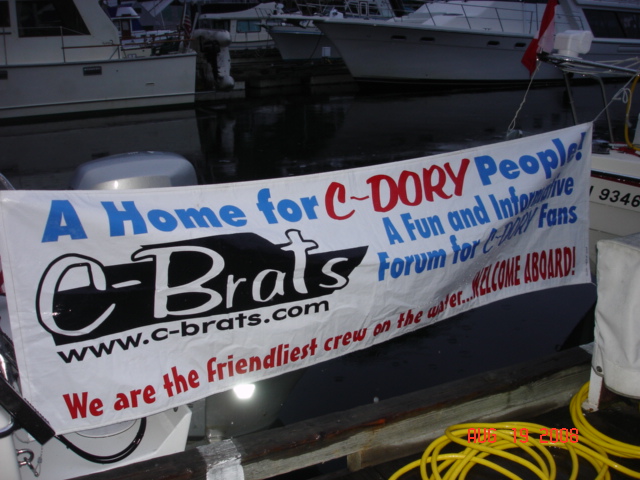 A Home for C-DORY People!
A Fun and Informative
Forum for C-DORY Fans
C-Brats
www.c-brats.com
We are the friendliest crew on the water...WELCOME ABOARD!
9346
AUG 19 2008